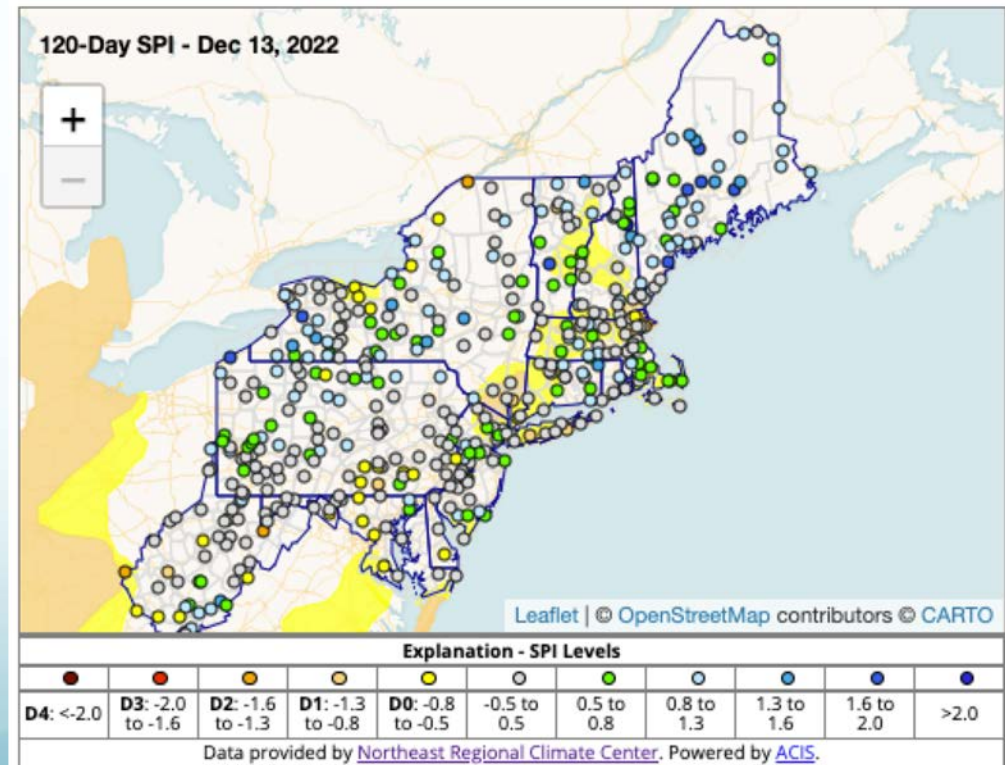 120-Day SPI - Dec 13, 2022
+
−
Leaflet | © OpenStreetMap contributors © CARTO
Explanation - SPI Levels
D4: <-2.0
D3: -2.0
to -1.6
D2: -1.6
to -1.3
D1: -1.3
to -0.8
D0: -0.8
to -0.5
-0.5 to
0.5
0.5 to
0.8
0.8 to
1.3
1.3 to
1.6
1.6 to
2.0
>2.0
Data provided by Northeast Regional Climate Center. Powered by ACIS.